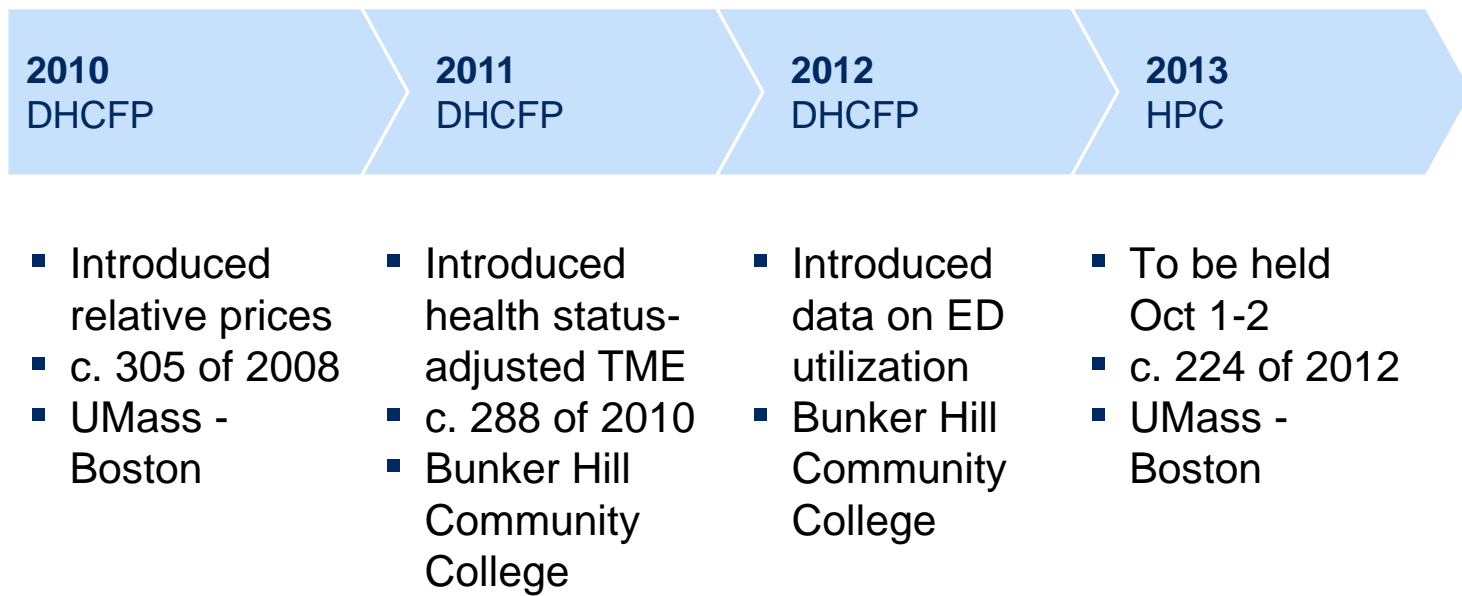 2010
DHCFP
2011
DHCFP
2012
DHCFP
2013
HPC
▪ Introduced
relative prices
▪ c. 305 of 2008
▪ UMass -
Boston
▪ Introduced
health status-
adjusted TME
▪ c. 288 of 2010
▪ Bunker Hill
Community
College
▪ Introduced
data on ED
utilization
▪ Bunker Hill
Community
College
▪ To be held
Oct 1-2
▪ c. 224 of 2012
▪ UMass -
Boston